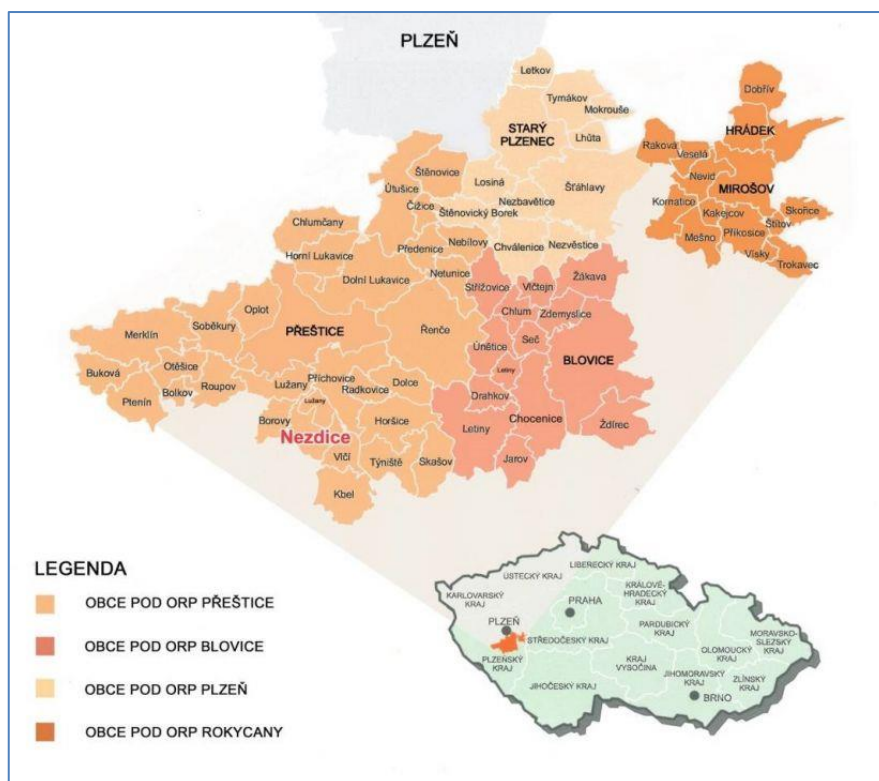 PLZEŇ
Letkov
Tymákov
Mokrouše
STARÝ
PLZENEC
Lhůta
Dobřív
HRÁDEK
Raková
Veselá
Nevid
MIROŠOV
Kornatice
Kakejcov
Skořice
Štítov
Mešno
Příkosice
Vísky
Trokavec
Štěnovice
Útušice
Losiná
Šťáhlavy
Nezbavětice
Čižice
Štěnovický Borek
Chlumčany
Předenice
Nebílovy
Chválenice
Nezvěstice
Horní Lukavice
Netunice
Dolní Lukavice
Střížovice
Vlčtejn
Žákava
Oplot
Chlum
Zdemyslice
Soběkury
Merklín
PŘEŠTICE
Řenče
Únětice
Seč
BLOVICE
Otěšice
Buková
Roupov
Bolkov
Ptenín
Lužany
Příchovice
Radkovice
Dolce
Letiny
Drahkov
Lužany
Borovy
Horšice
Chocenice
Nezdice
Letiny
Ždírec
Vlčí
Týniště
Skašov
Jarov
Kbel
LEGENDA
OBCE POD ORP PŘEŠTICE
OBCE POD ORP BLOVICE
OBCE POD ORP PLZEŇ
OBCE POD ORP ROKYCANY
LIBERECKÝ KRAJ
ÚSTECKÝ KRAJ
KARLOVARSKÝ
KRAJ
KRÁLOVÉ-
HRADECKÝ
KRAJ
PRAHA
PLZEŇ
STŘEDOČESKÝ KRAJ
PARDUBICKÝ
KRAJ
MORAVSKO-
SLEZSKÝ
KRAJ
OLOMOUCKÝ
KRAJ
PLZEŇSKÝ
KRAJ
KRAJ
VYSOČINA
JIHOMORAVSKÝ
KRAJ
ZLÍNSKÝ
KRAJ
JIHOČESKÝ KRAJ
BRNO